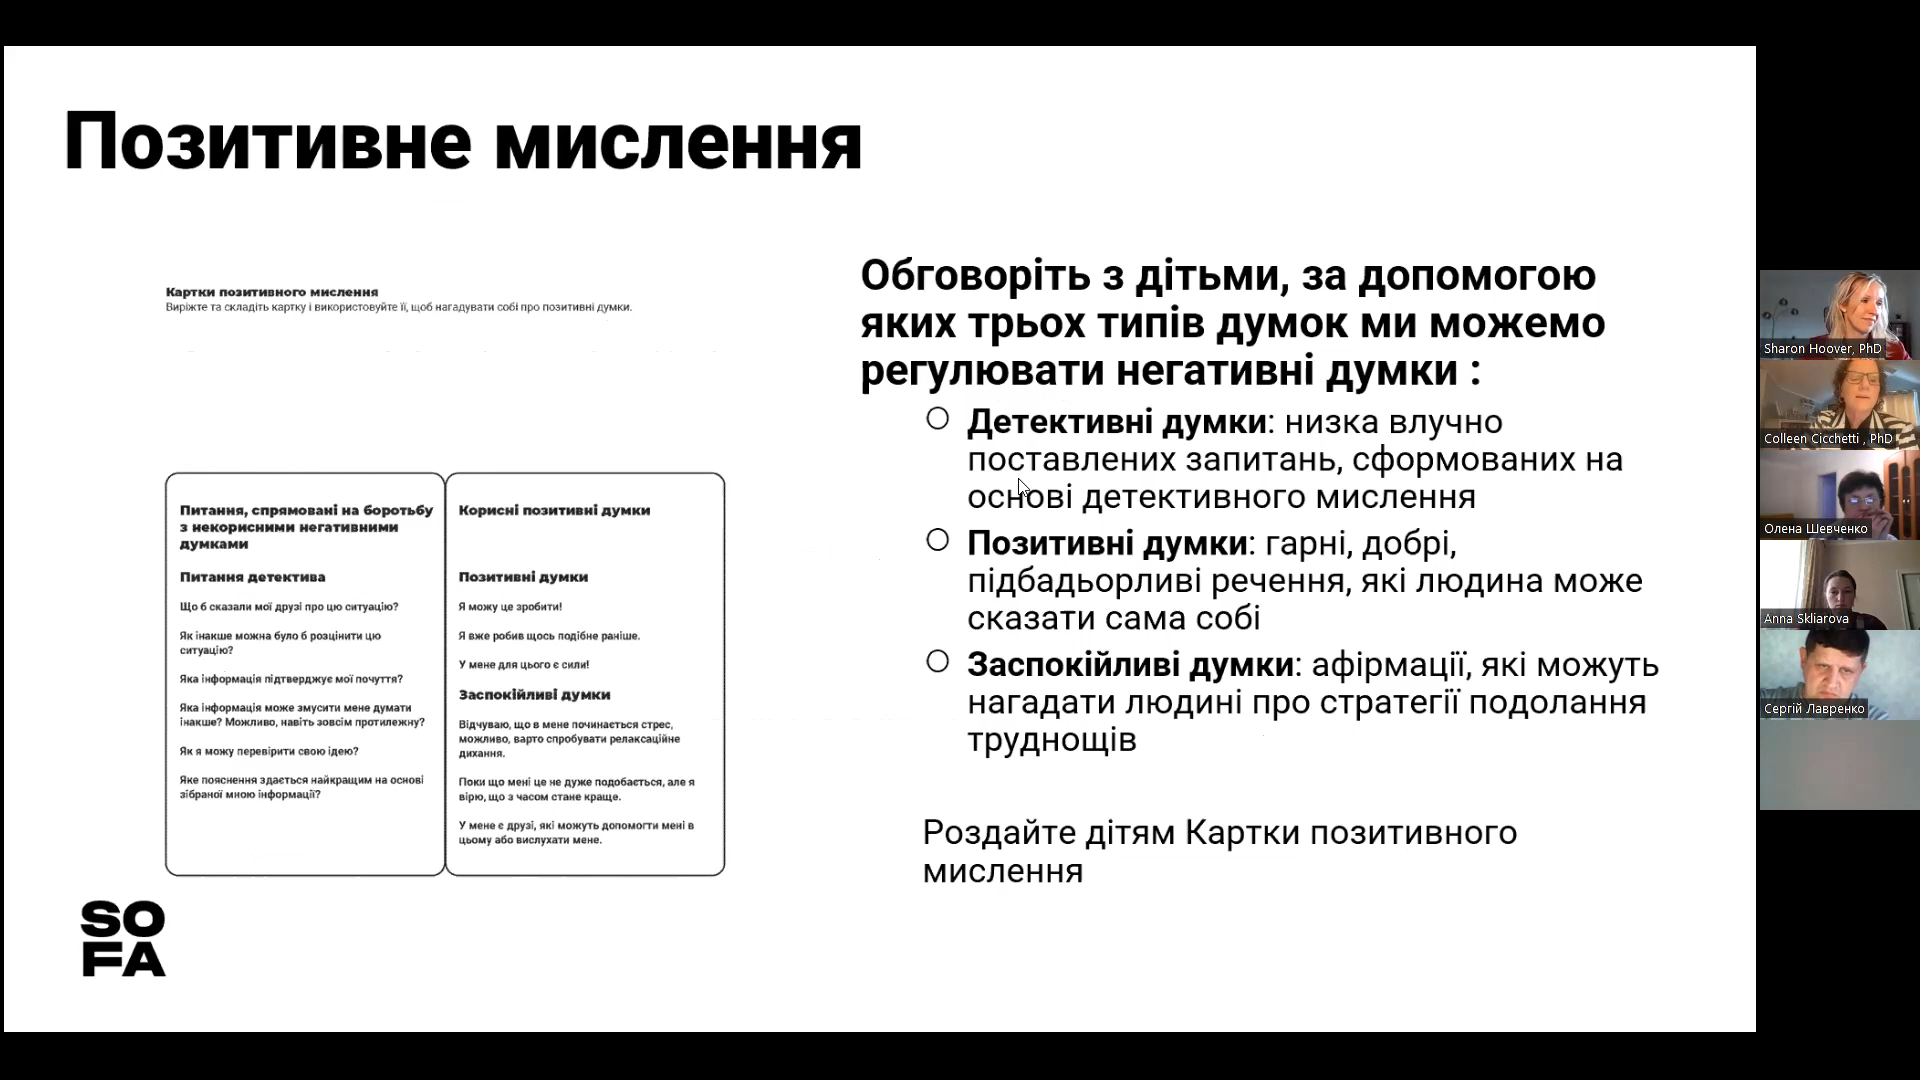 Позитивне мислення
Картки позитивного мислення
Виріжте та складіть картку і використовуйте її, щоб нагадувати собі про позитивні думки.
Питання, спрямовані на боротьбу
з некорисними негативними
думками
Питання детектива
Що б сказали мої друзі про цю ситуацію?
Як інакше можна було б розцінити цю
ситуацію?
Яка інформація підтверджує мої почуття?
Яка інформація може змусити мене думати
інакше? Можливо, навіть зовсім протилежну?
Як я можу перевірити свою ідею?
Яке пояснення здається найкращим на основі
зібраної мною інформації?
Корисні позитивні думки
Позитивні думки
Я можу це зробити!
Я вже робив щось подібне раніше.
У мене для цього є сили!
Заспокійливі думки
Відчуваю, що в мене починається стрес,
можливо, варто спробувати релаксаційне
дихання.
Поки що мені це не дуже подобається, але я
вірю, що з часом стане краще.
У мене є друзі, які можуть допомогти мені в
цьому або вислухати мене.
Обговоріть з дітьми, за допомогою
яких трьох типів думок ми можемо
регулювати негативні думки :
Детективні думки: низка влучно
поставлених запитань, сформованих на
основі детективного мислення
Позитивні думки: гарні, добрі,
підбадьорливі речення, які людина може
сказати сама собі
Заспокійливі думки: афірмації, які можуть
нагадати людині про стратегії подолання
труднощів
Роздайте дітям Картки позитивного
мислення
SO
FA
Sharon Hoover, PhD
Colleen Cicchetti , PhD
Олена Шевченко
Anna Skliarova
Сергій Лавренко